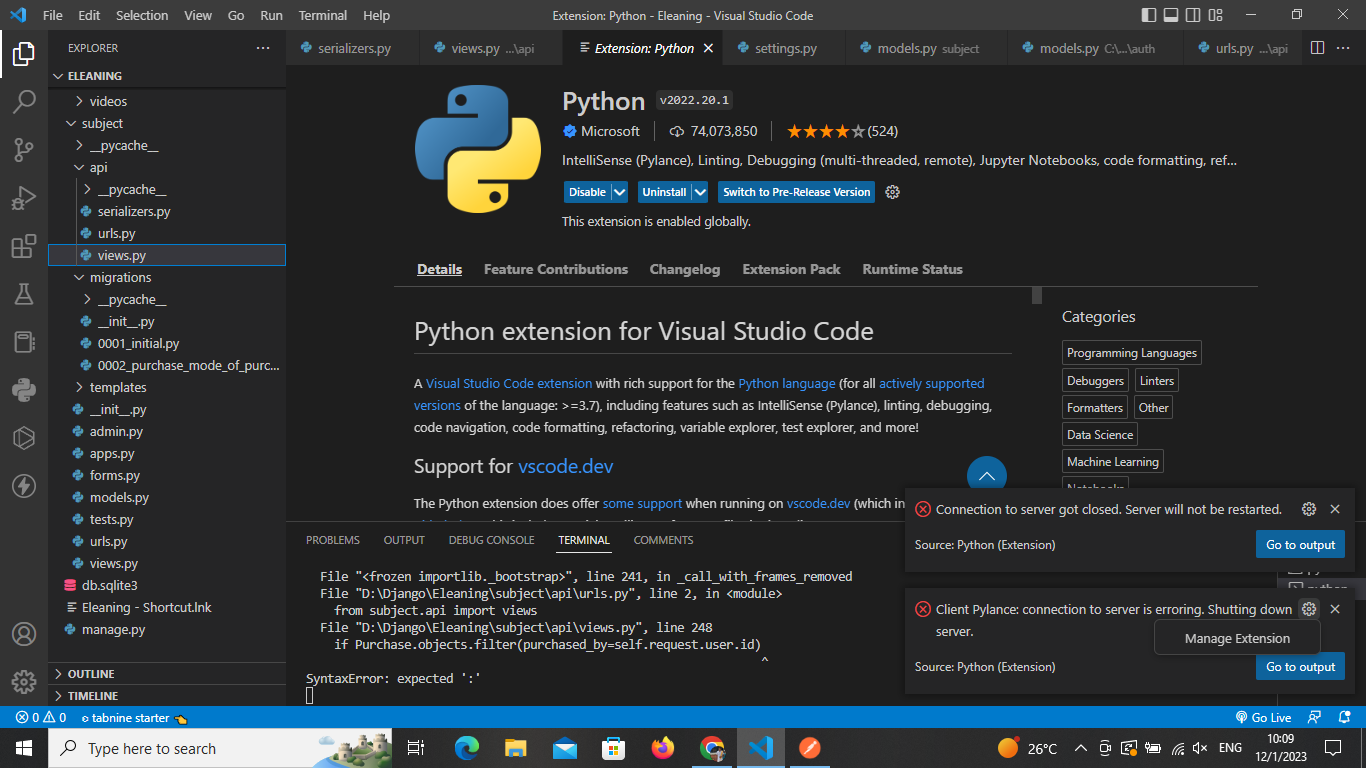 File Edit Selection View Go Run Terminal Help
Extension: Python - Eleaning - Visual Studio Code
EXPLORER
serializers.py
views.py ...\api
Extension: Python
settings.py
models.py subject
models.py C:\...\auth
urls.py ...\api
ELEANING
videos
subject
__pycache__
api
__pycache__
serializers.py
urls.py
views.py
migrations
__pycache__
__init__.py
0001_initial.py
0002_purchase_mode_of_purc...
templates
__init__.py
admin.py
apps.py
forms.py
models.py
tests.py
urls.py
views.py
db.sqlite3
Eleaning - Shortcut.lnk
manage.py
OUTLINE
TIMELINE
Python v2022.20.1
Microsoft 74,073,850 (524)
IntelliSense (Pylance), Linting, Debugging (multi-threaded, remote), Jupyter Notebooks, code formatting, ref...
Disable Uninstall Switch to Pre-Release Version
This extension is enabled globally.
Details Feature Contributions Changelog Extension Pack Runtime Status
Python extension for Visual Studio Code
A Visual Studio Code extension with rich support for the Python language (for all actively supported
versions of the language: >=3.7), including features such as IntelliSense (Pylance), linting, debugging,
code navigation, code formatting, refactoring, variable explorer, test explorer, and more!
Support for vscode.dev
The Python extension does offer some support when running on vscode.dev (which in
Categories
Programming Languages
Debuggers Linters
Formatters Other
Data Science
Machine Learning
Notebooks
PROBLEMS OUTPUT DEBUG CONSOLE TERMINAL COMMENTS
File "<frozen importlib._bootstrap>", line 241, in _call_with_frames_removed
File "D:\Django\Eleaning\subject\api\urls.py", line 2, in <module>
from subject.api import views
File "D:\Django\Eleaning\subject\api\views.py", line 248
if Purchase.objects.filter(purchased_by=self.request.user.id)
^
SyntaxError: expected ':'
Connection to server got closed. Server will not be restarted.
Source: Python (Extension)
Go to output
python
Client Pylance: connection to server is erroring. Shutting down
server.
Manage Extension
Source: Python (Extension)
Go to output
0 0 tabnine starter
Go Live
Type here to search
26°C
ENG
10:09
12/1/2023